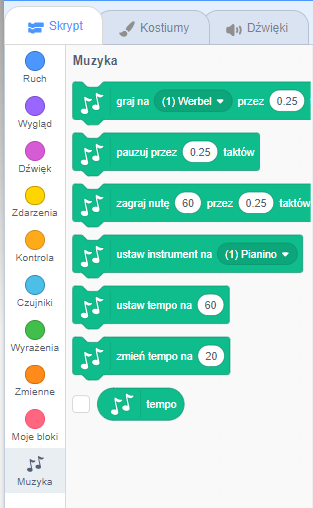 Skrypt Kostiumy Dźwięki
Ruch
Wygląd
Dźwięk
Zdarzenia
Kontrola
Czujniki
Wyrażenia
Zmienne
Moje bloki
Muzyka
Muzyka
graj na (1) Werbel przez 0.25
pauzuj przez 0.25 taktów
zagraj nutę 60 przez 0.25 taktów
ustaw instrument na (1) Pianino
ustaw tempo na 60
zmień tempo na 20
tempo